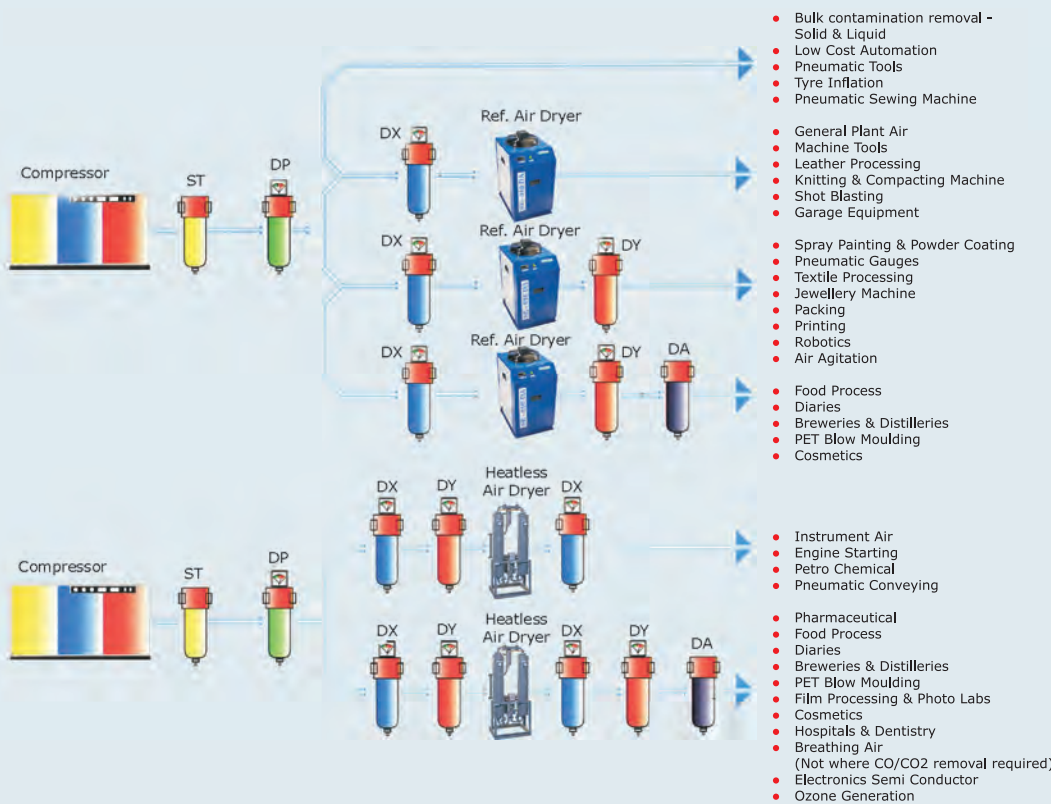 Bulk contamination removal -
Solid & Liquid
Low Cost Automation
Pneumatic Tools
Tyre Inflation
Pneumatic Sewing Machine
Compressor
ST
DP
DX
Ref. Air Dryer
General Plant Air
Machine Tools
Leather Processing
Knitting & Compacting Machine
Shot Blasting
Garage Equipment
DX
Ref. Air Dryer
DY
Spray Painting & Powder Coating
Pneumatic Gauges
Textile Processing
Jewellery Machine
Packing
Printing
Robotics
Air Agitation
DX
Ref. Air Dryer
DY
DA
Food Process
Diaries
Breweries & Distilleries
PET Blow Moulding
Cosmetics
Compressor
ST
DP
DX
DY
Heatless
Air Dryer
DX
Instrument Air
Engine Starting
Petro Chemical
Pneumatic Conveying
DX
DY
Heatless
Air Dryer
DX
DY
DA
Pharmaceutical
Food Process
Diaries
Breweries & Distilleries
PET Blow Moulding
Film Processing & Photo Labs
Cosmetics
Hospitals & Dentistry
Breathing Air
(Not where CO/CO2 removal required)
Electronics Semi Conductor
Ozone Generation